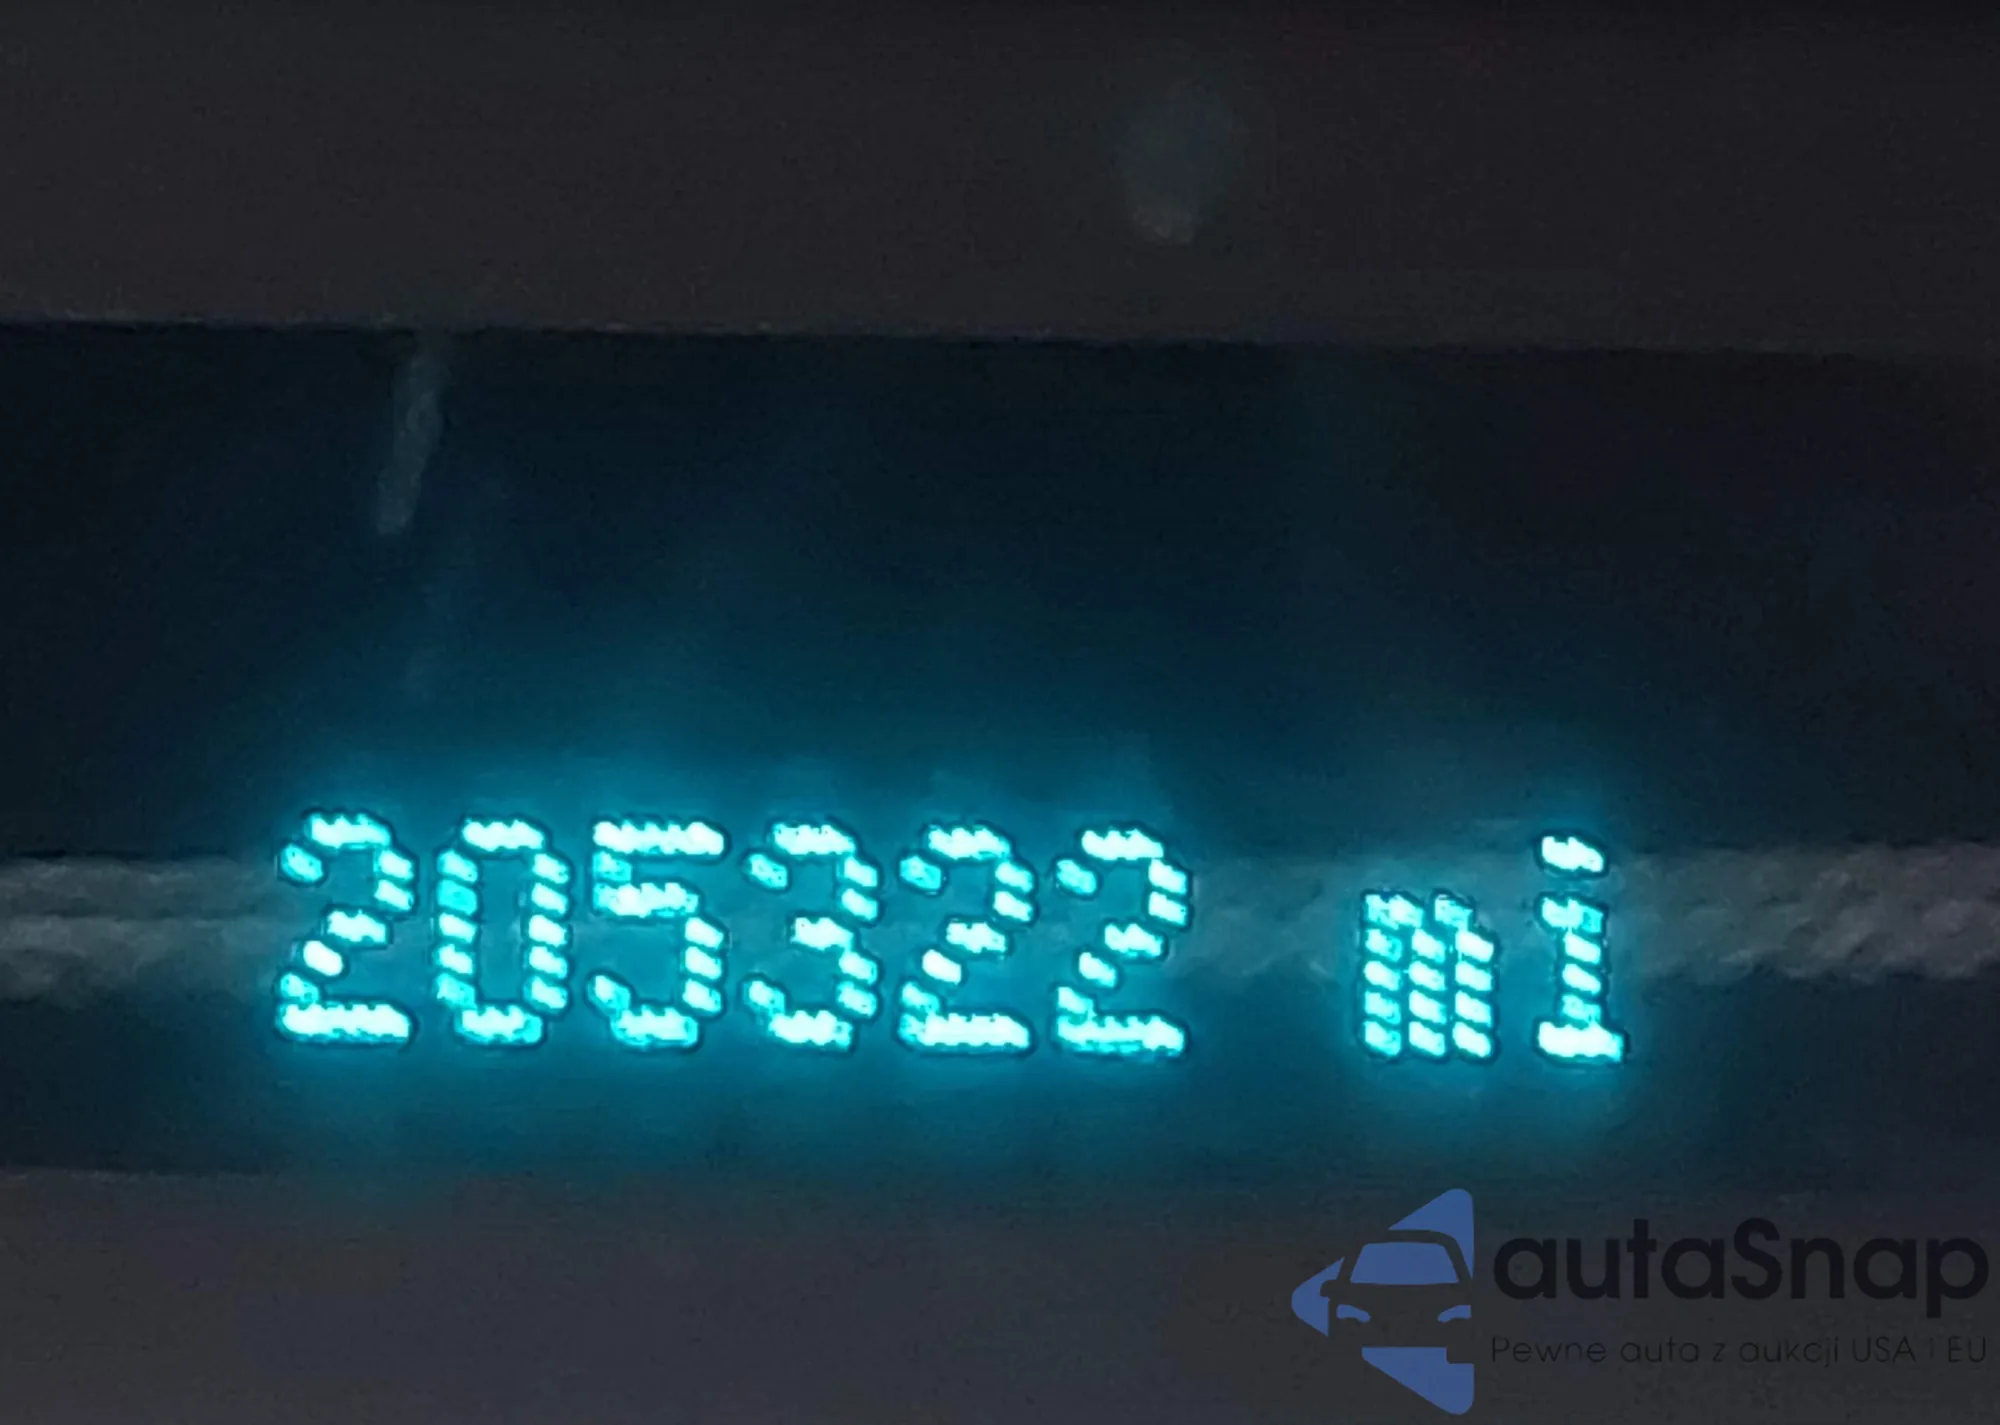 205322 mi
autaSnap
Pewne auta z aukcji USA i EU